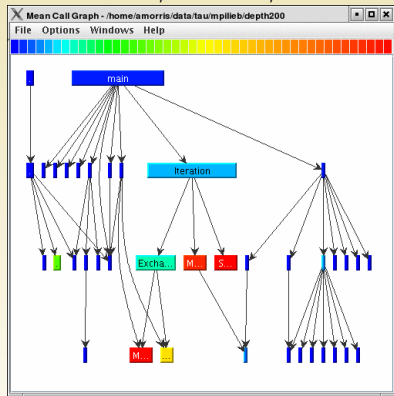 Mean Call Graph - /home/amorris/data/tau/mpilieb/depth200
File Options Windows Help
.. main
Iteration
.. Excha... M... S...
M... ...